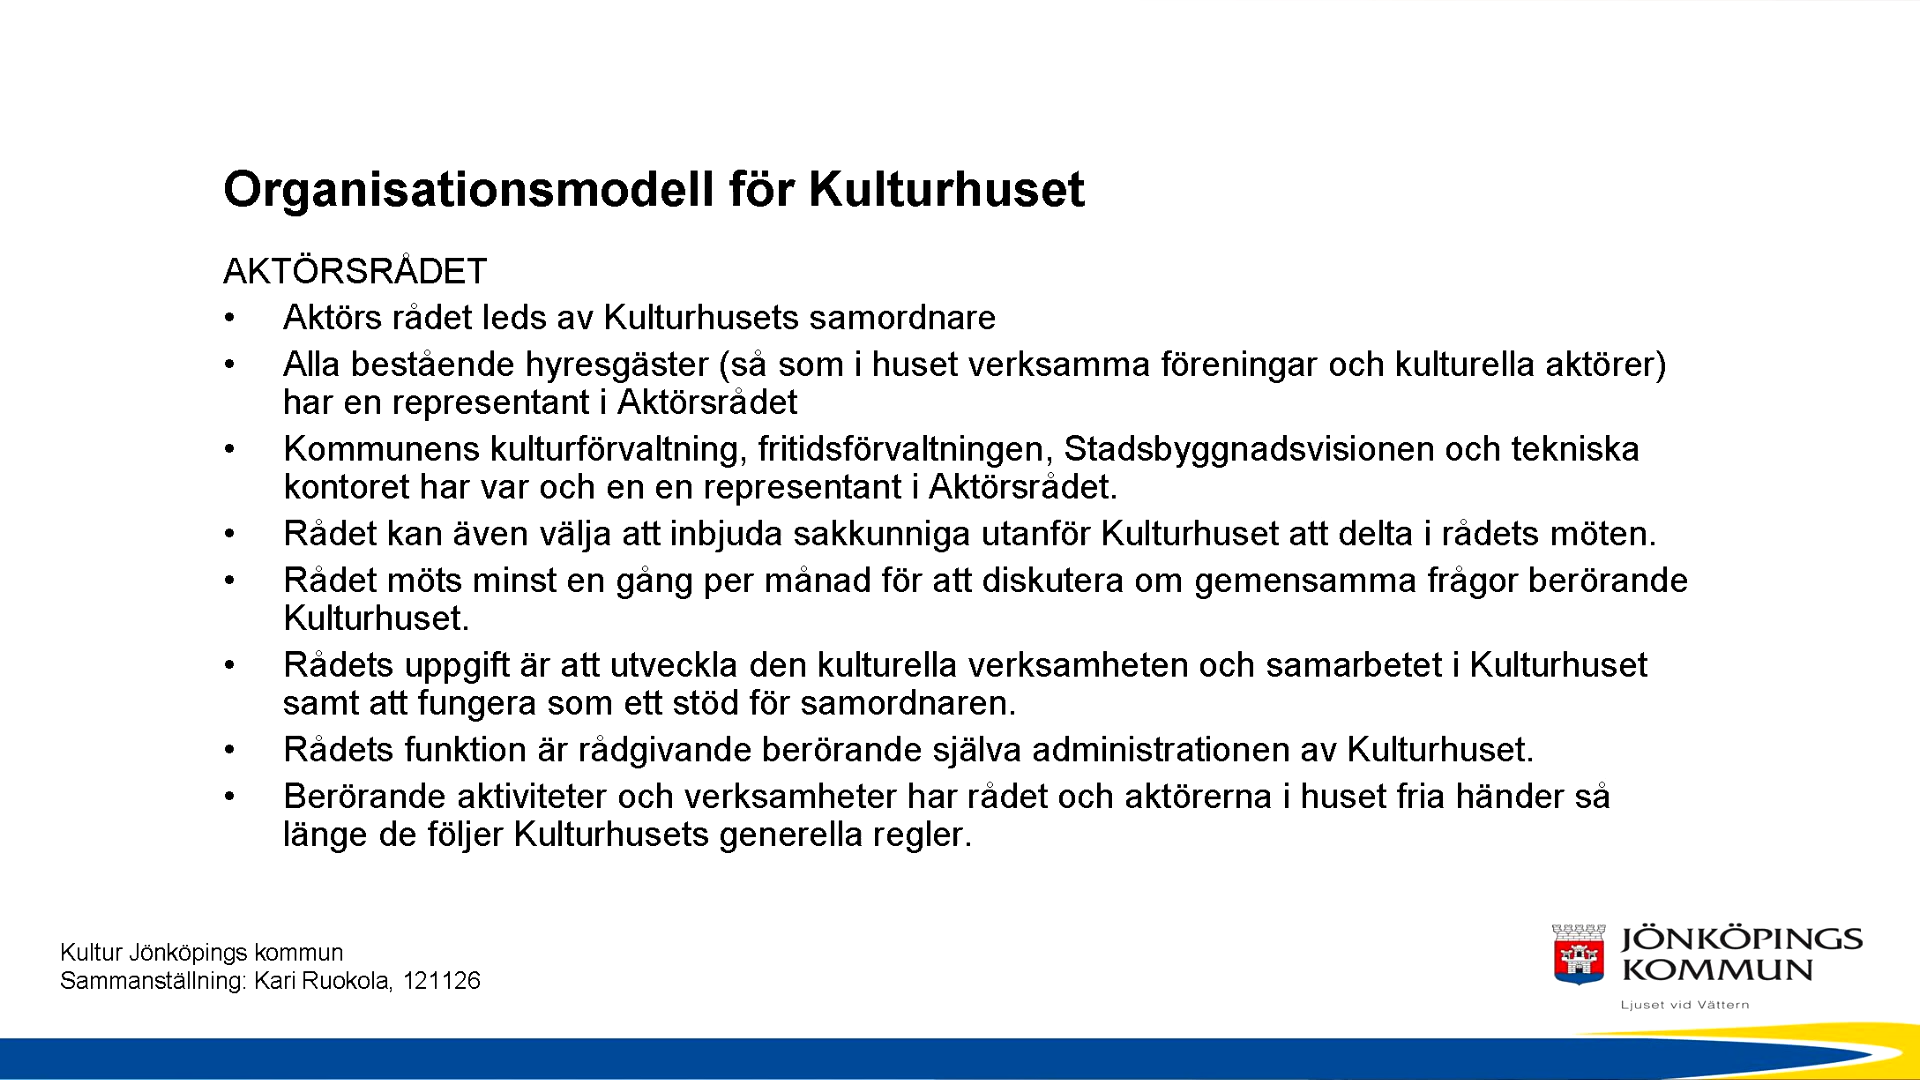 Organisationsmodell för Kulturhuset
AKTÖRSRÅDET
• Aktörs rådet leds av Kulturhusets samordnare
• Alla bestående hyresgäster (så som i huset verksamma föreningar och kulturella aktörer)
har en representant i Aktörsrådet
• Kommunens kulturförvaltning, fritidsförvaltningen, Stadsbyggnadsvisionen och tekniska
kontoret har var och en en representant i Aktörsrådet.
• Rådet kan även välja att inbjuda sakkunniga utanför Kulturhuset att delta i rådets möten.
• Rådet möts minst en gång per månad för att diskutera om gemensamma frågor berörande
Kulturhuset.
• Rådets uppgift är att utveckla den kulturella verksamheten och samarbetet i Kulturhuset
samt att fungera som ett stöd för samordnaren.
• Rådets funktion är rådgivande berörande själva administrationen av Kulturhuset.
• Berörande aktiviteter och verksamheter har rådet och aktörerna i huset fria händer så
länge de följer Kulturhusets generella regler.
Kultur Jönköpings kommun
Sammanställning: Kari Ruokola, 121126
JÖNKÖPINGS
KOMMUN
Ljuset vid Vättern